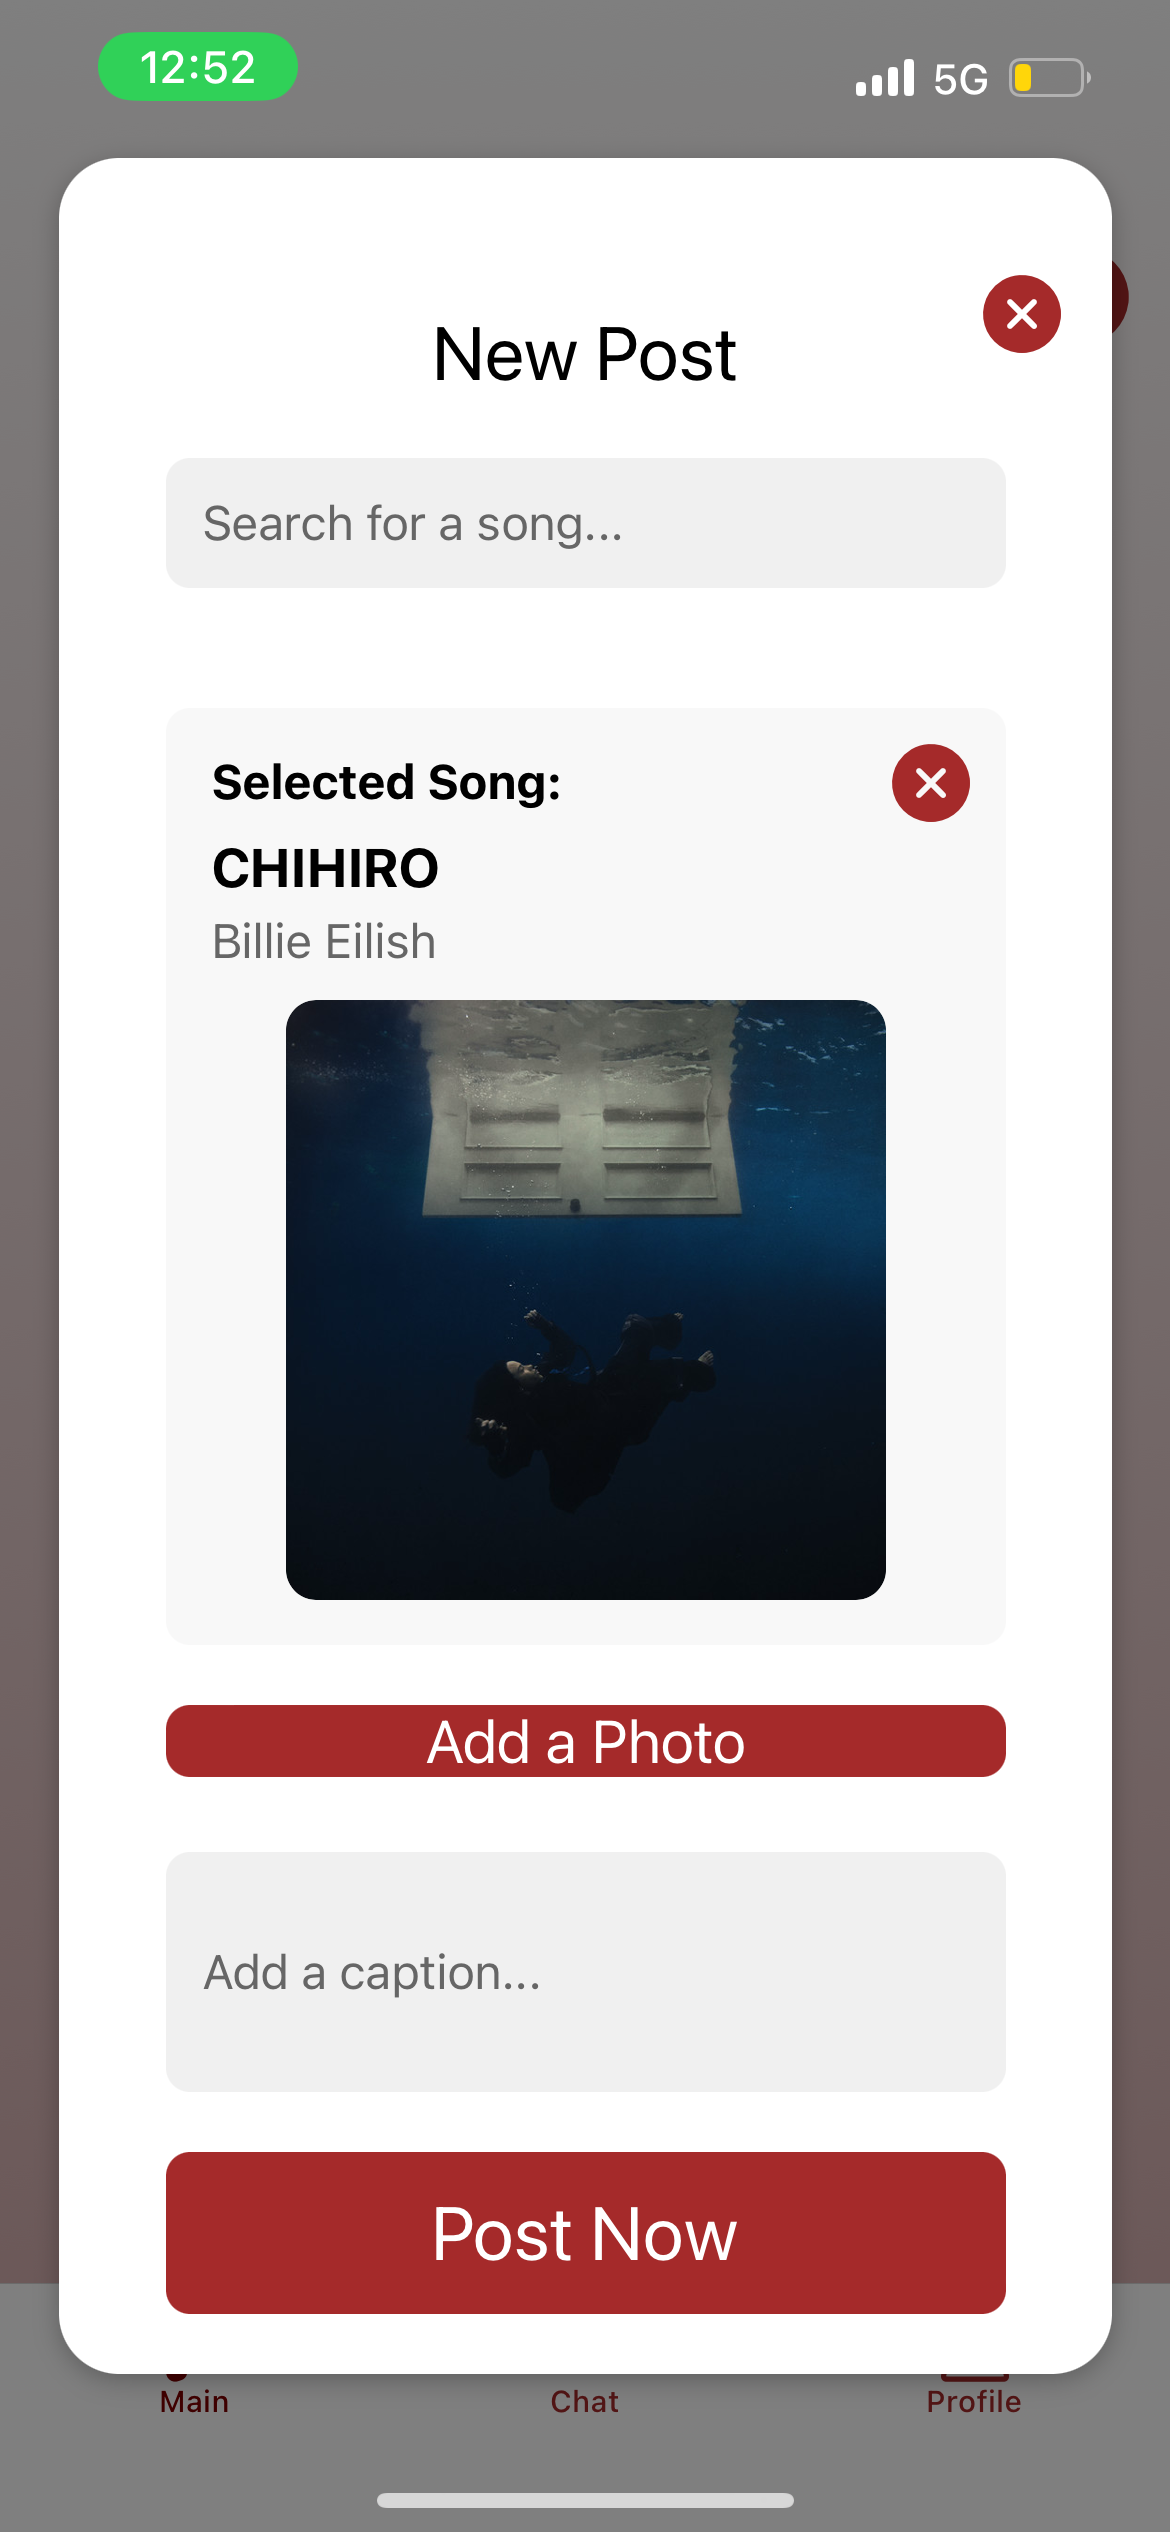 12:52
5G
New Post
Search for a song...
Selected Song:
CHIHIRO
Billie Eilish
Add a Photo
Add a caption...
Post Now
Main
Chat
Profile